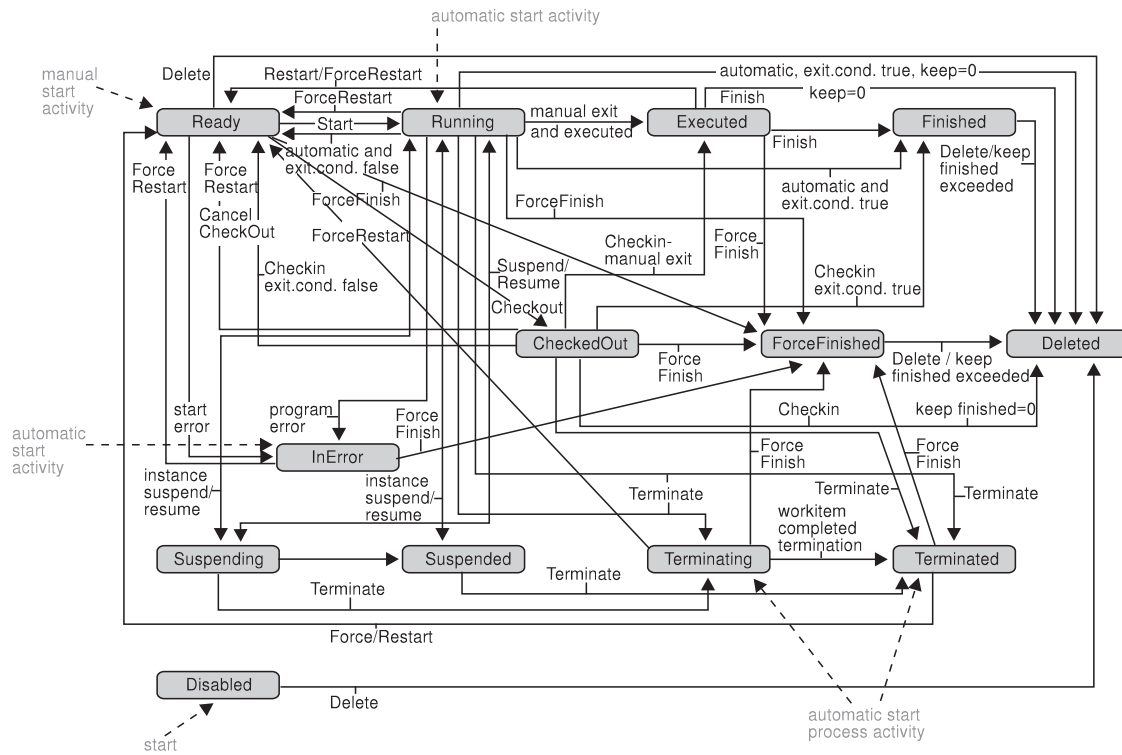 automatic start activity
manual
start
activity
Delete
Restart/ForceRestart
ForceRestart
automatic, exit.cond. true, keep=0
keep=0
Finish
Ready
Start
Running
manual exit
and executed
Executed
Finish
Finished
automatic and
exit.cond. false
Delete/keep
finished
exceeded
Force
Restart
Force
Restart
automatic and
exit.cond. true
ForceFinish
ForceFinish
Cancel
CheckOut
ForceRestart
Force
Finish
Checkin-
manual exit
Suspend/
Resume
Checkin
exit.cond. false
Checkin
exit.cond. true
Checkout
CheckedOut
ForceFinished
Deleted
Force
Finish
Delete / keep
finished exceeded
start
error
program
error
Force
Finish
Checkin
keep finished=0
automatic
start
activity
InError
Force
Finish
Force
Finish
instance
suspend/
resume
instance
suspend/
resume
Terminate
Terminate
Terminate
workitem
completed
termination
Suspending
Suspended
Terminating
Terminated
Terminate
Terminate
Force/Restart
Disabled
Delete
automatic start
process activity
start